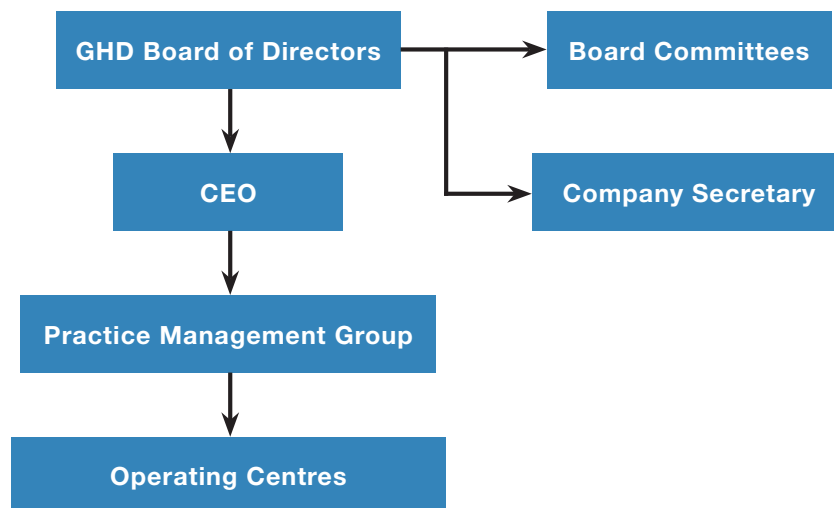 GHD Board of Directors
Board Committees
CEO
Company Secretary
Practice Management Group
Operating Centres